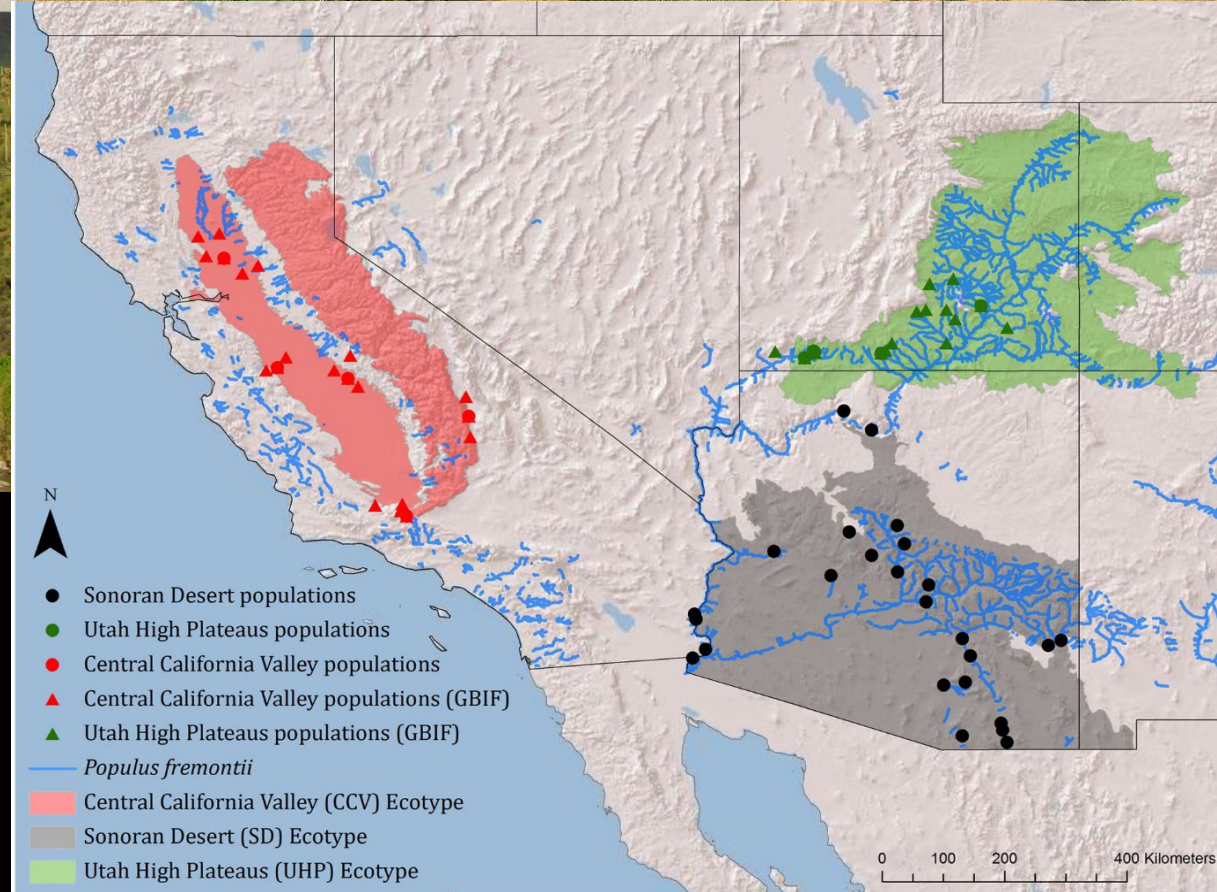 N
Sonoran Desert populations
Utah High Plateaus populations
Central California Valley populations
Central California Valley populations (GBIF)
Utah High Plateaus populations (GBIF)
Populus fremontii
Central California Valley (CCV) Ecotype
Sonoran Desert (SD) Ecotype
Utah High Plateaus (UHP) Ecotype
0 100 200 400 Kilometers